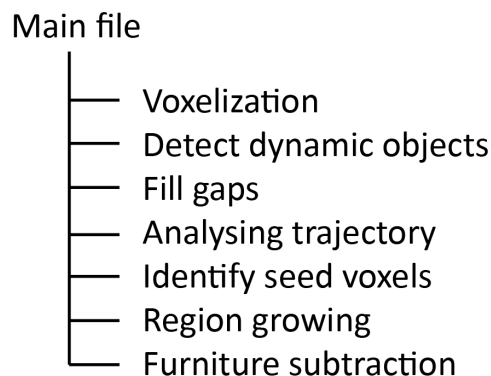 Main file
Voxelization
Detect dynamic objects
Fill gaps
Analysing trajectory
Identify seed voxels
Region growing
Furniture subtraction